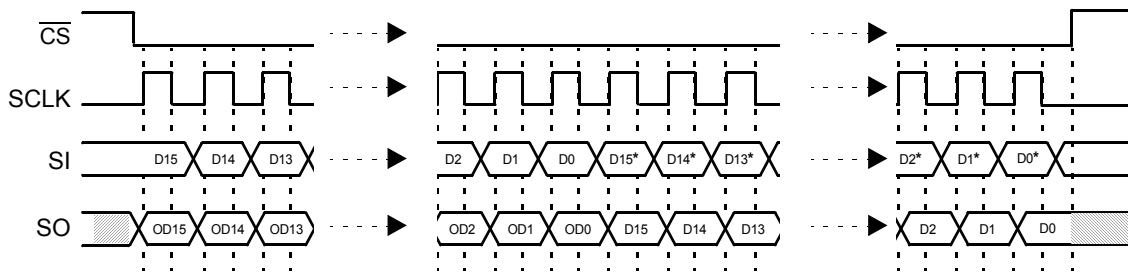 C̅S̅
SCLK
SI D15 D14 D13 D2 D1 D0 D15* D14* D13* D2* D1* D0*
SO OD15 OD14 OD13 OD2 OD1 OD0 D15 D14 D13 D2 D1 D0